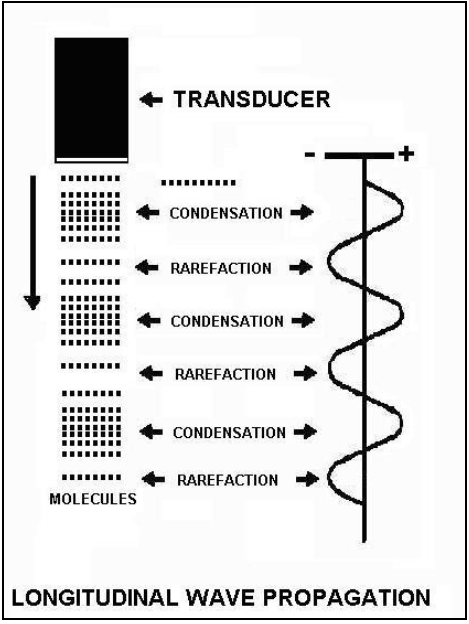 TRANSDUCER
- +
CONDENSATION
RAREFACTION
CONDENSATION
RAREFACTION
CONDENSATION
RAREFACTION
MOLECULES
LONGITUDINAL WAVE PROPAGATION